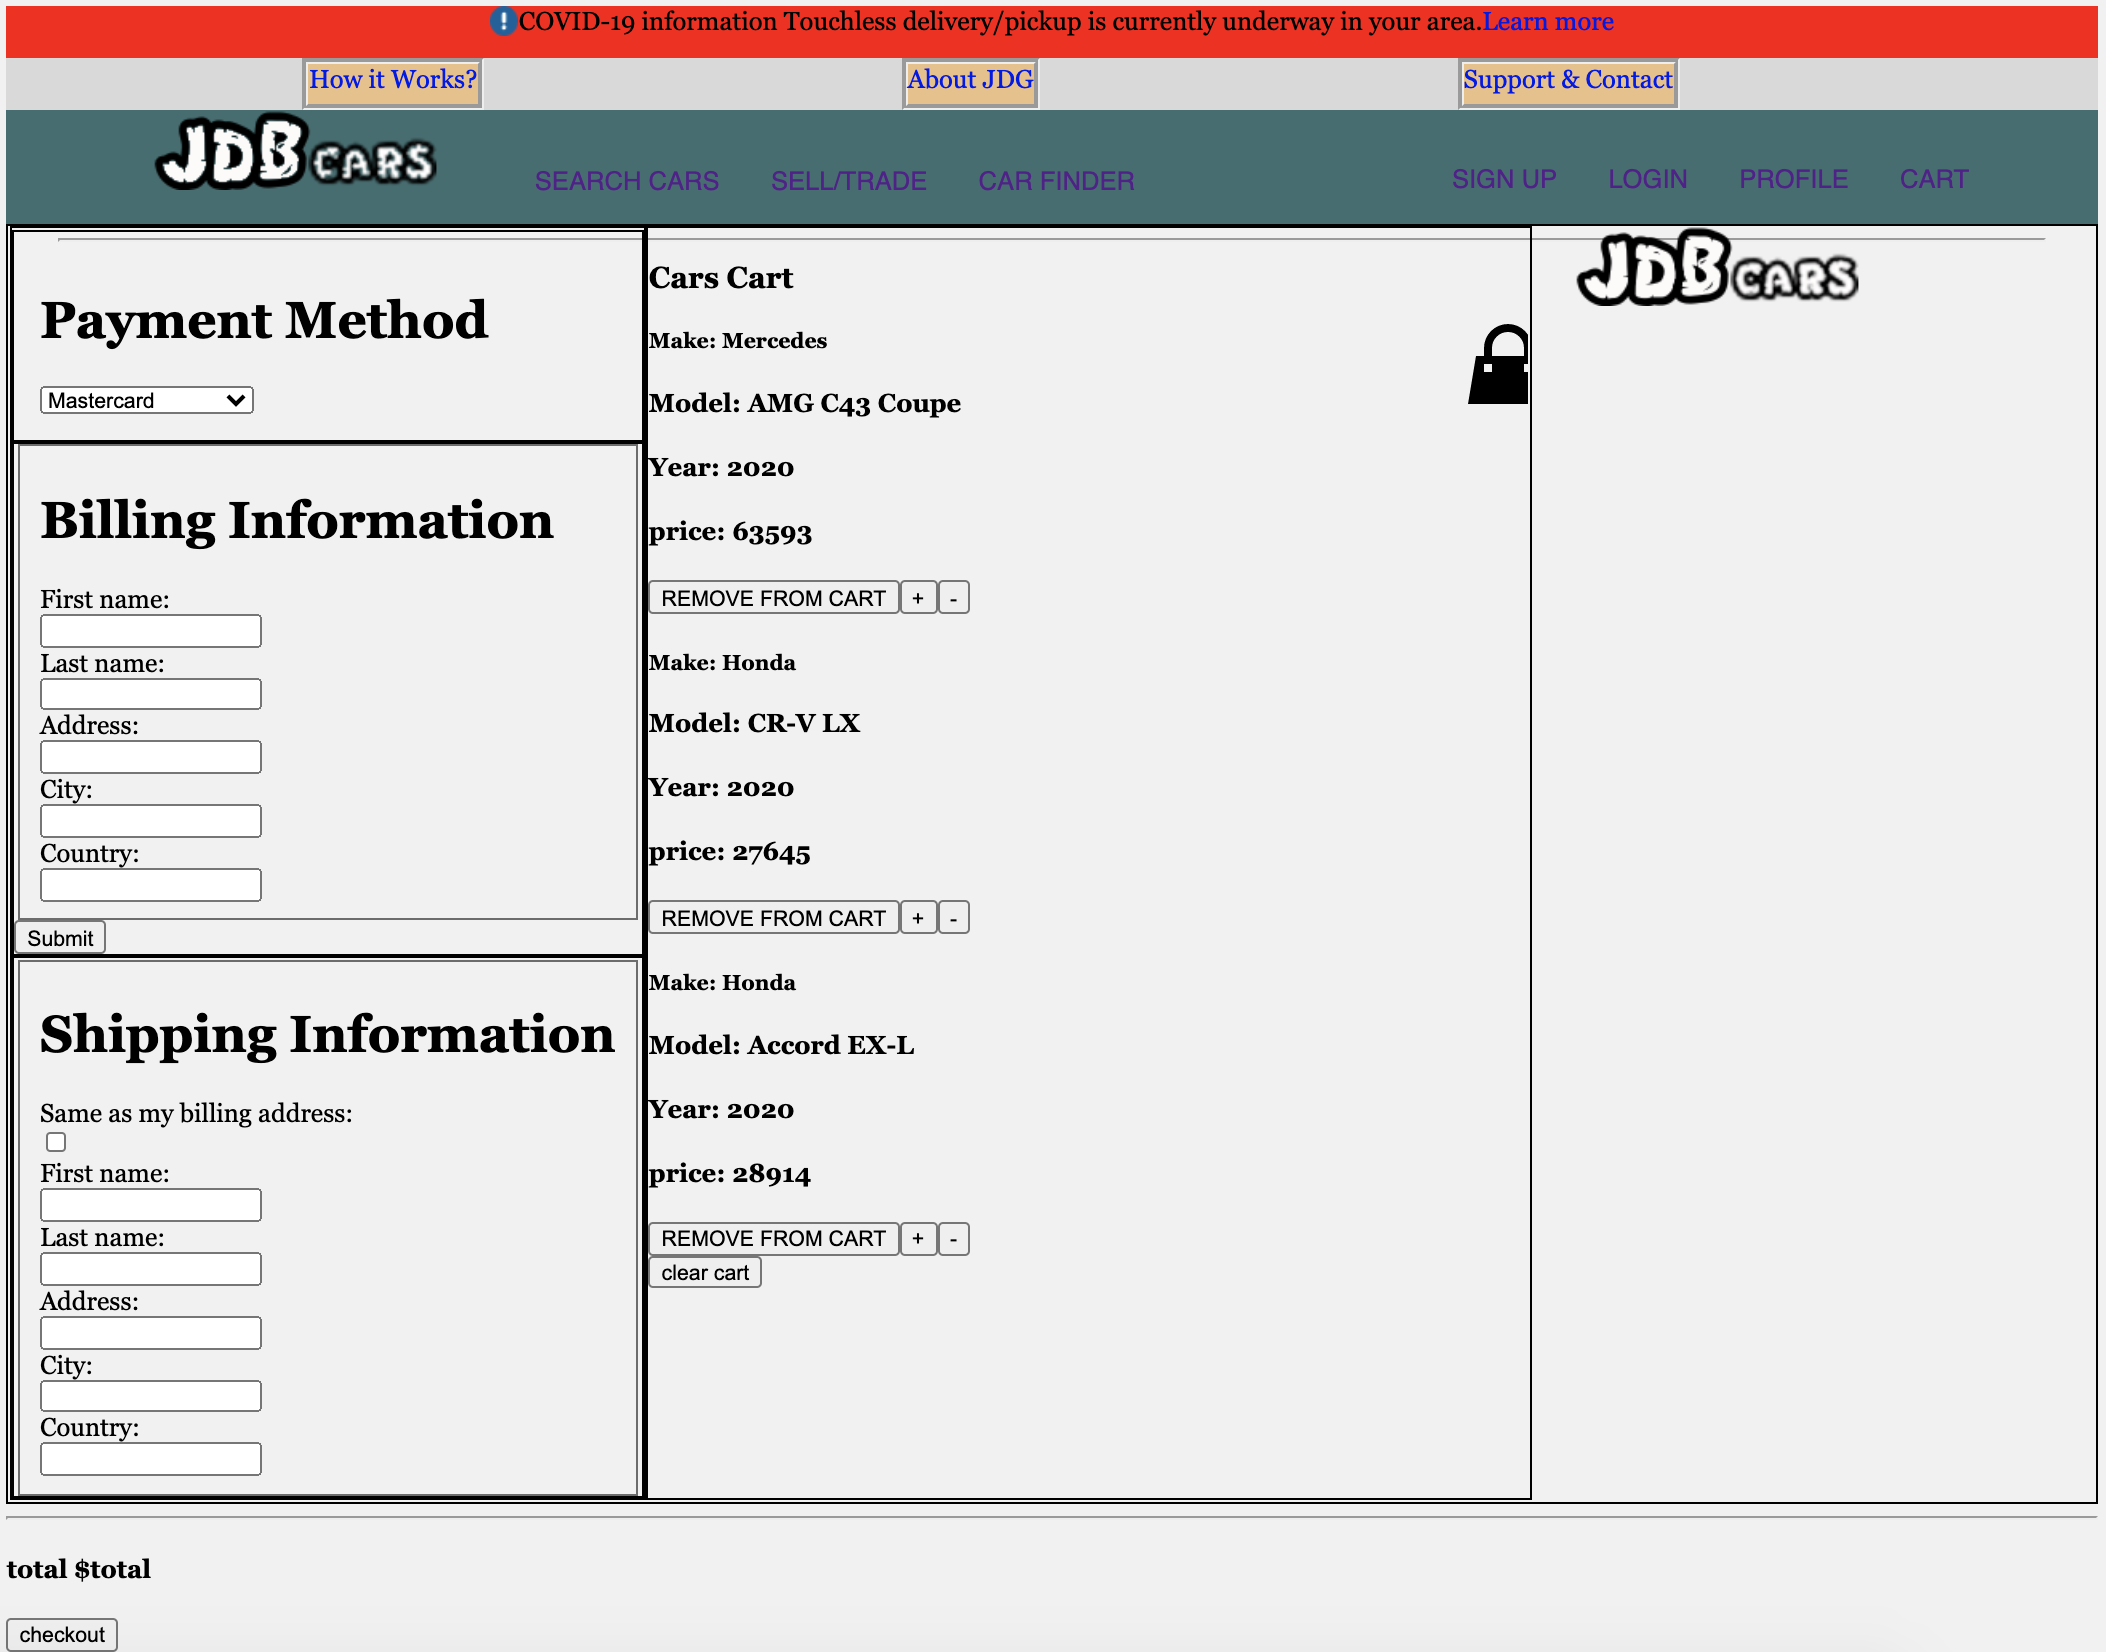 COVID-19 information Touchless delivery/pickup is currently underway in your area.Learn more
How it Works? About JDG Support & Contact
JDB CARS SEARCH CARS SELL/TRADE CAR FINDER SIGN UP LOGIN PROFILE CART
Payment Method
Mastercard
Billing Information
First name:
Last name:
Address:
City:
Country:
Submit
Shipping Information
Same as my billing address:
First name:
Last name:
Address:
City:
Country:
Cars Cart
Make: Mercedes
Model: AMG C43 Coupe
Year: 2020
price: 63593
REMOVE FROM CART + -
Make: Honda
Model: CR-V LX
Year: 2020
price: 27645
REMOVE FROM CART + -
Make: Honda
Model: Accord EX-L
Year: 2020
price: 28914
REMOVE FROM CART + -
clear cart
JDB CARS
total $total
checkout